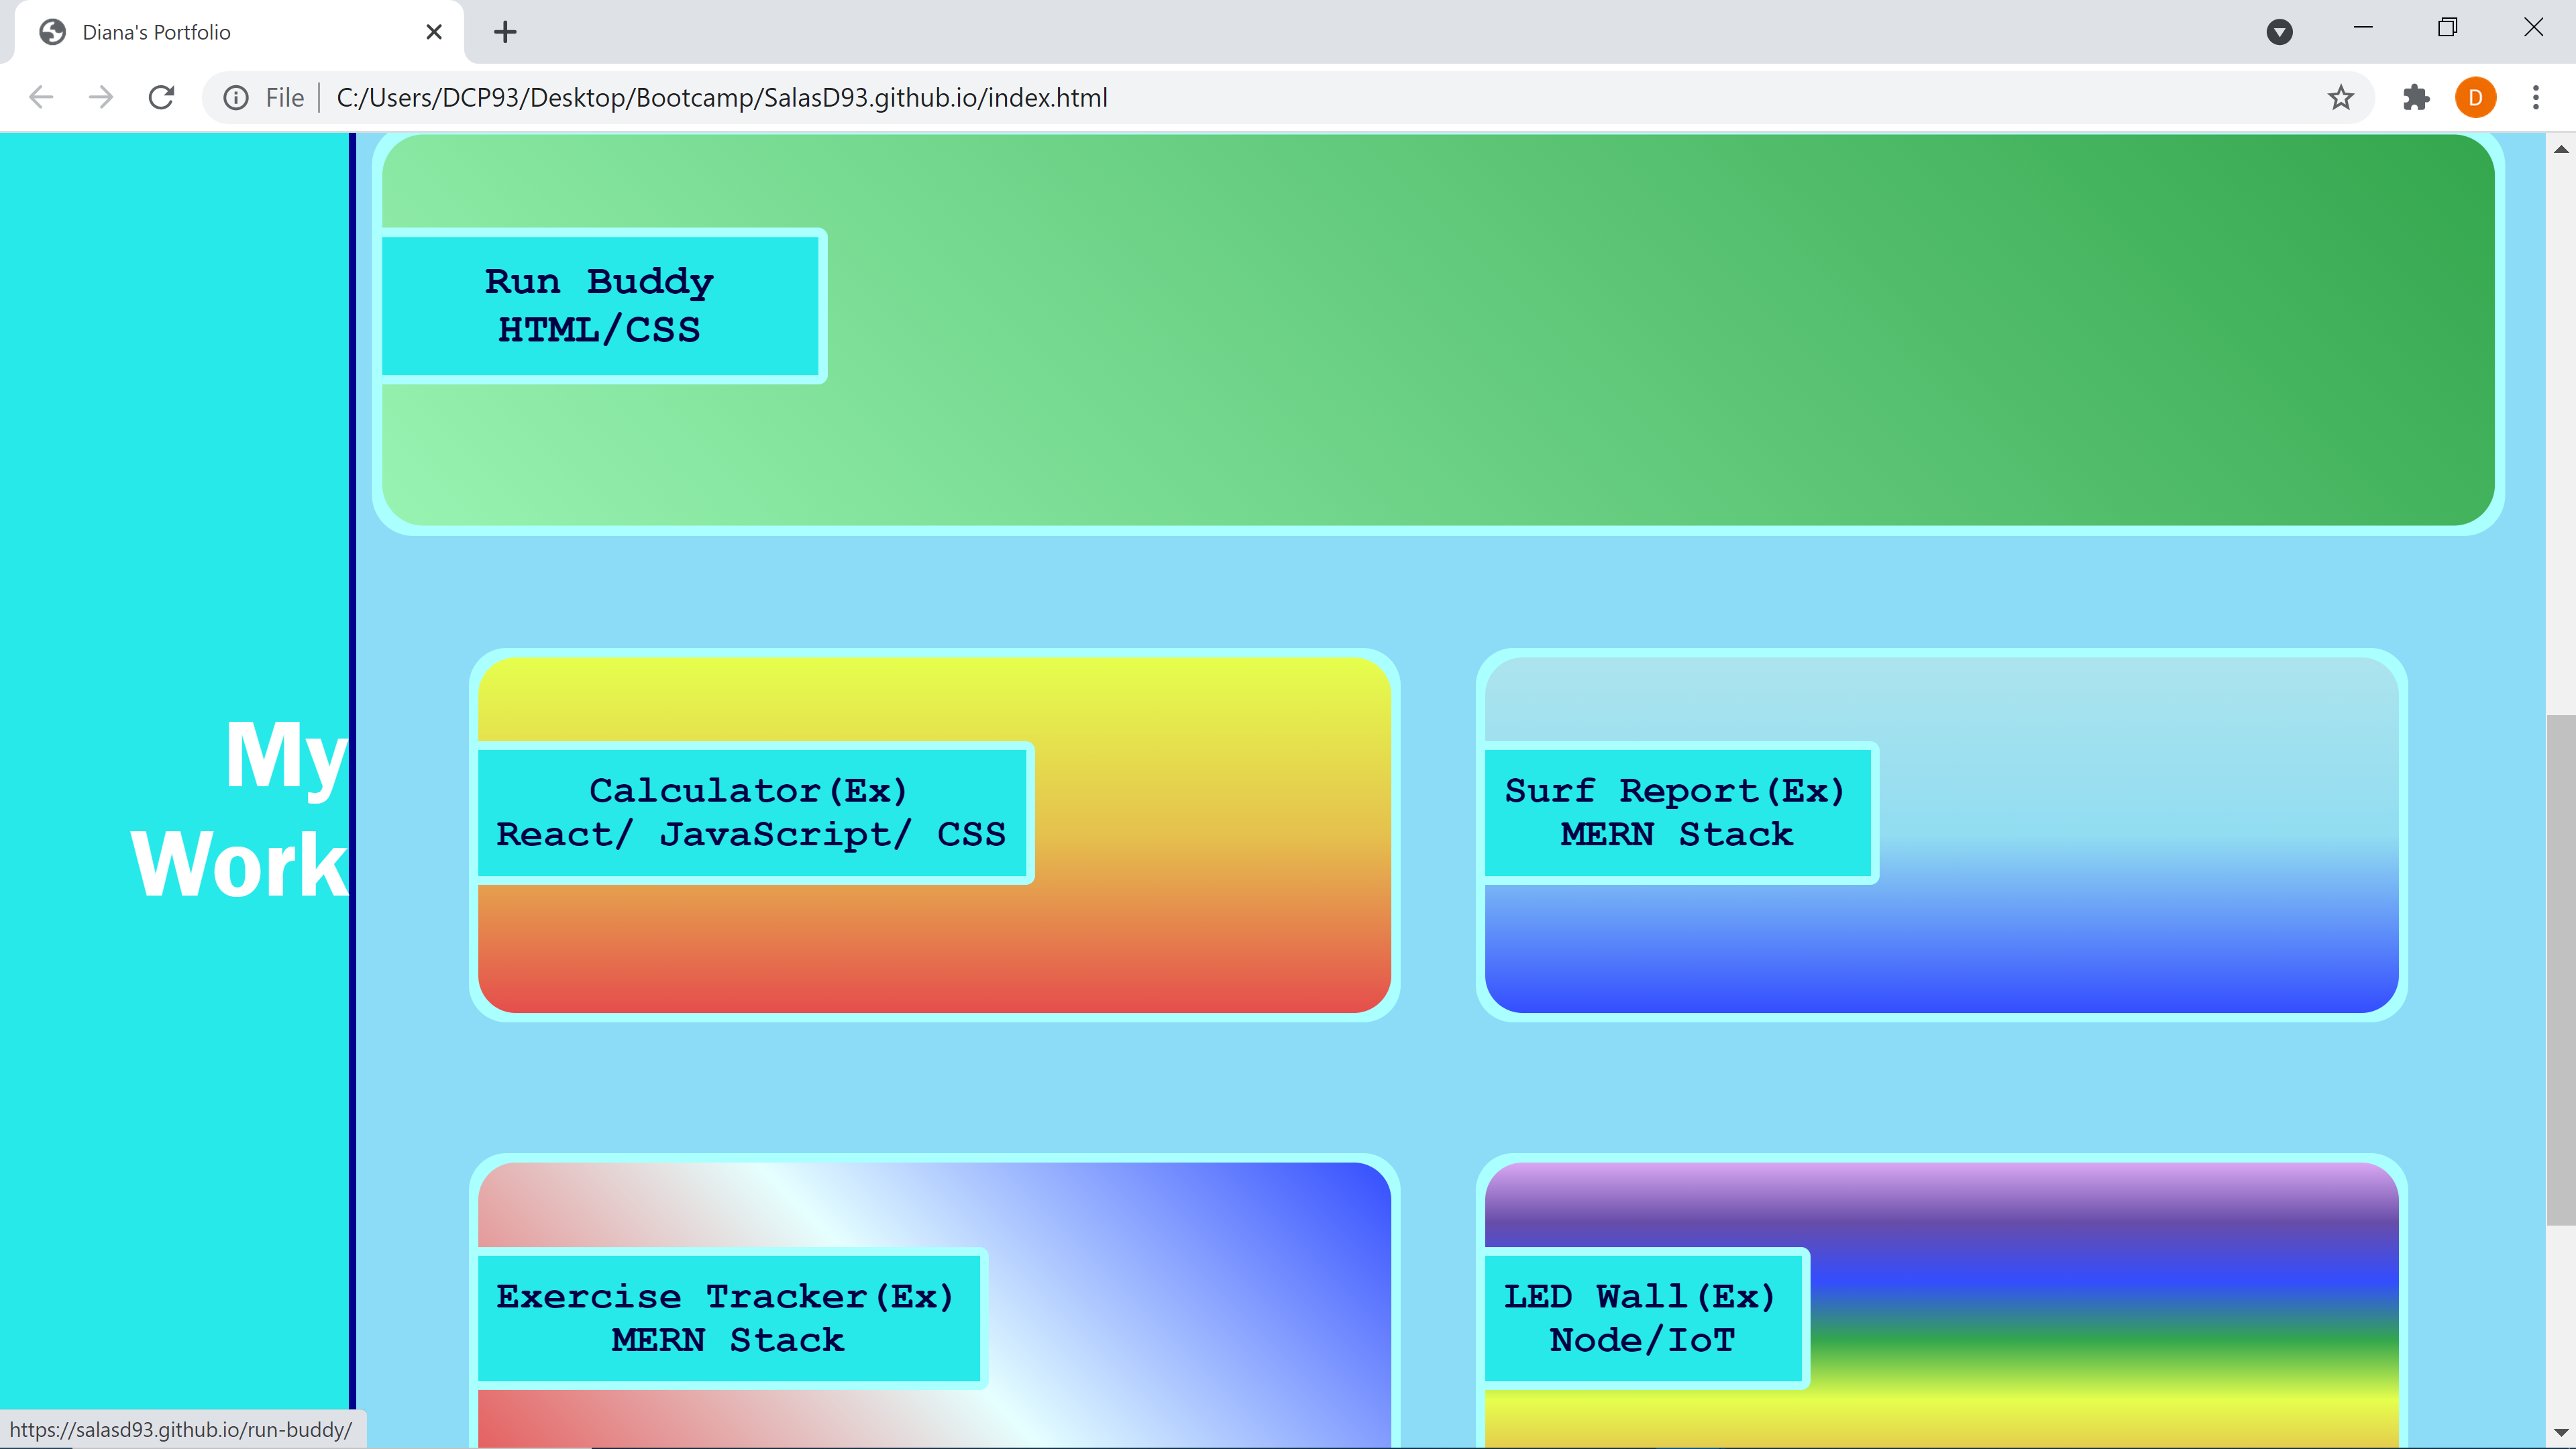 Diana's Portfolio
File C:/Users/DCP93/Desktop/Bootcamp/SalasD93.github.io/index.html
D
Run Buddy
HTML/CSS
My
Work
Calculator(Ex)
React/ JavaScript/ CSS
Surf Report(Ex)
MERN Stack
Exercise Tracker(Ex)
MERN Stack
LED Wall(Ex)
Node/IoT
https://salasd93.github.io/run-buddy/